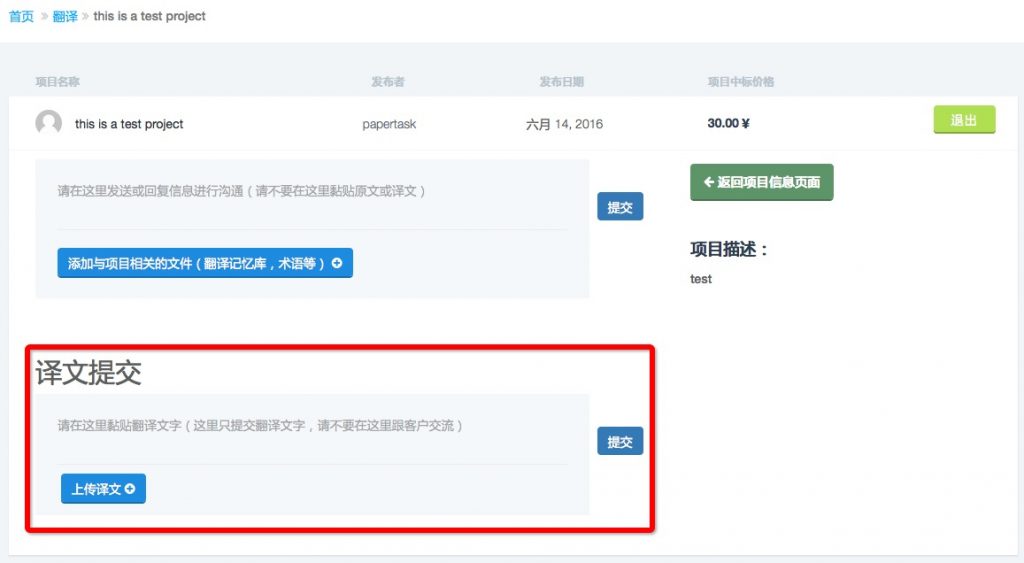 首页 » 翻译 » this is a test project
项目名称 发布者 发布日期 项目中标价格
this is a test project papertask 六月 14, 2016 30.00 ¥ 退出
请在这里发送或回复信息进行沟通（请不要在这里黏贴原文或译文）
提交
添加与项目相关的文件（翻译记忆库，术语等）
返回项目信息页面
项目描述：
test
译文提交
请在这里黏贴翻译文字（这里只提交翻译文字，请不要在这里跟客户交流）
提交
上传译文